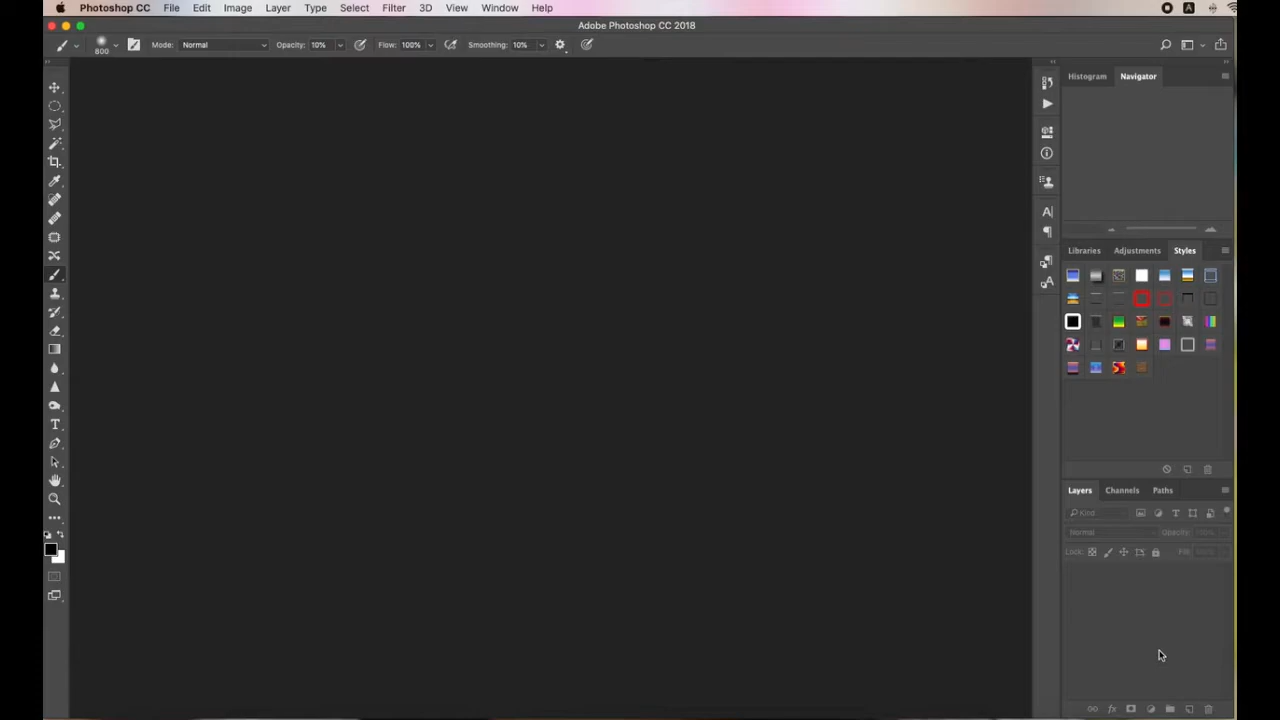 Photoshop CC File Edit Image Layer Type Select Filter 3D View Window Help
Adobe Photoshop CC 2018
800 Mode: Normal Opacity: 10% Flow: 100% Smoothing: 10%
Histogram Navigator
Libraries Adjustments Styles
Layers Channels Paths
Kind
Normal Opacity: 100%
Lock: Fill: 100%